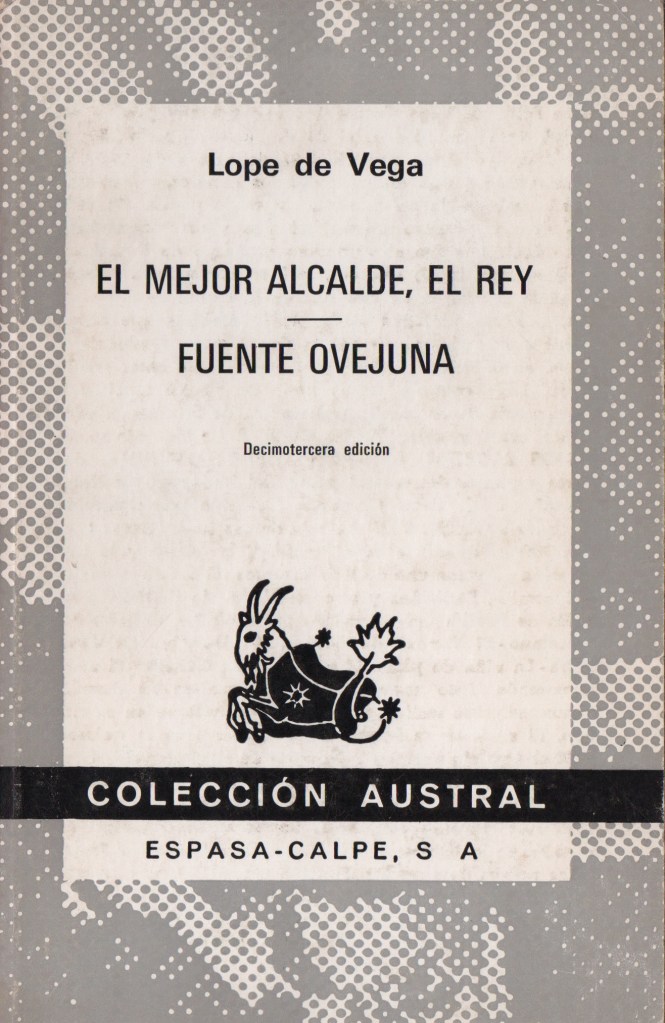 Lope de Vega
EL MEJOR ALCALDE, EL REY
FUENTE OVEJUNA
Decimotercera edición
COLECCIÓN AUSTRAL
ESPASA-CALPE, S A